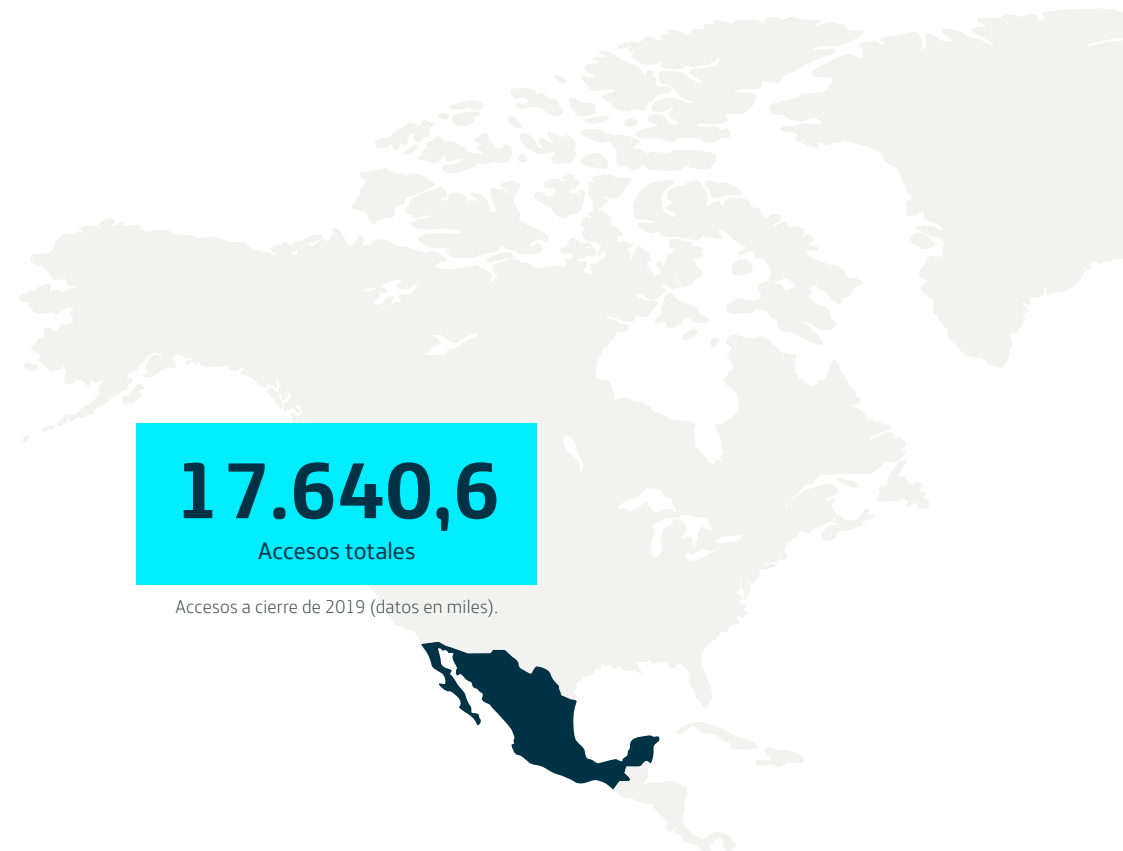 17.640,6
Accesos totales
Accesos a cierre de 2019 (datos en miles).